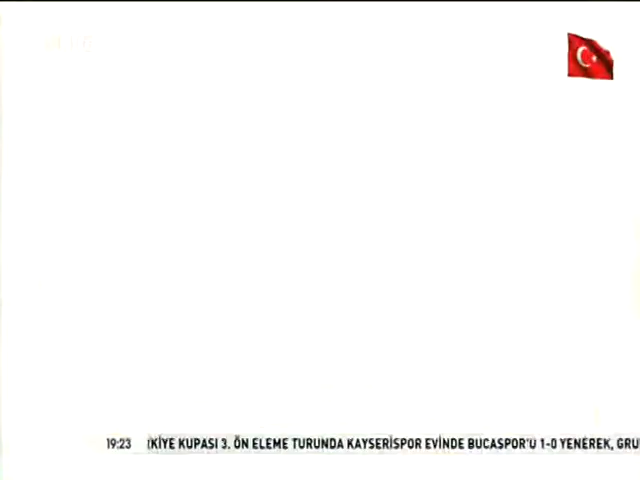 19:23 KİYE KUPASI 3. ÖN ELEME TURUNDA KAYSERİSPOR EVİNDE BUCASPOR'U 1-0 YENEREK, GRU